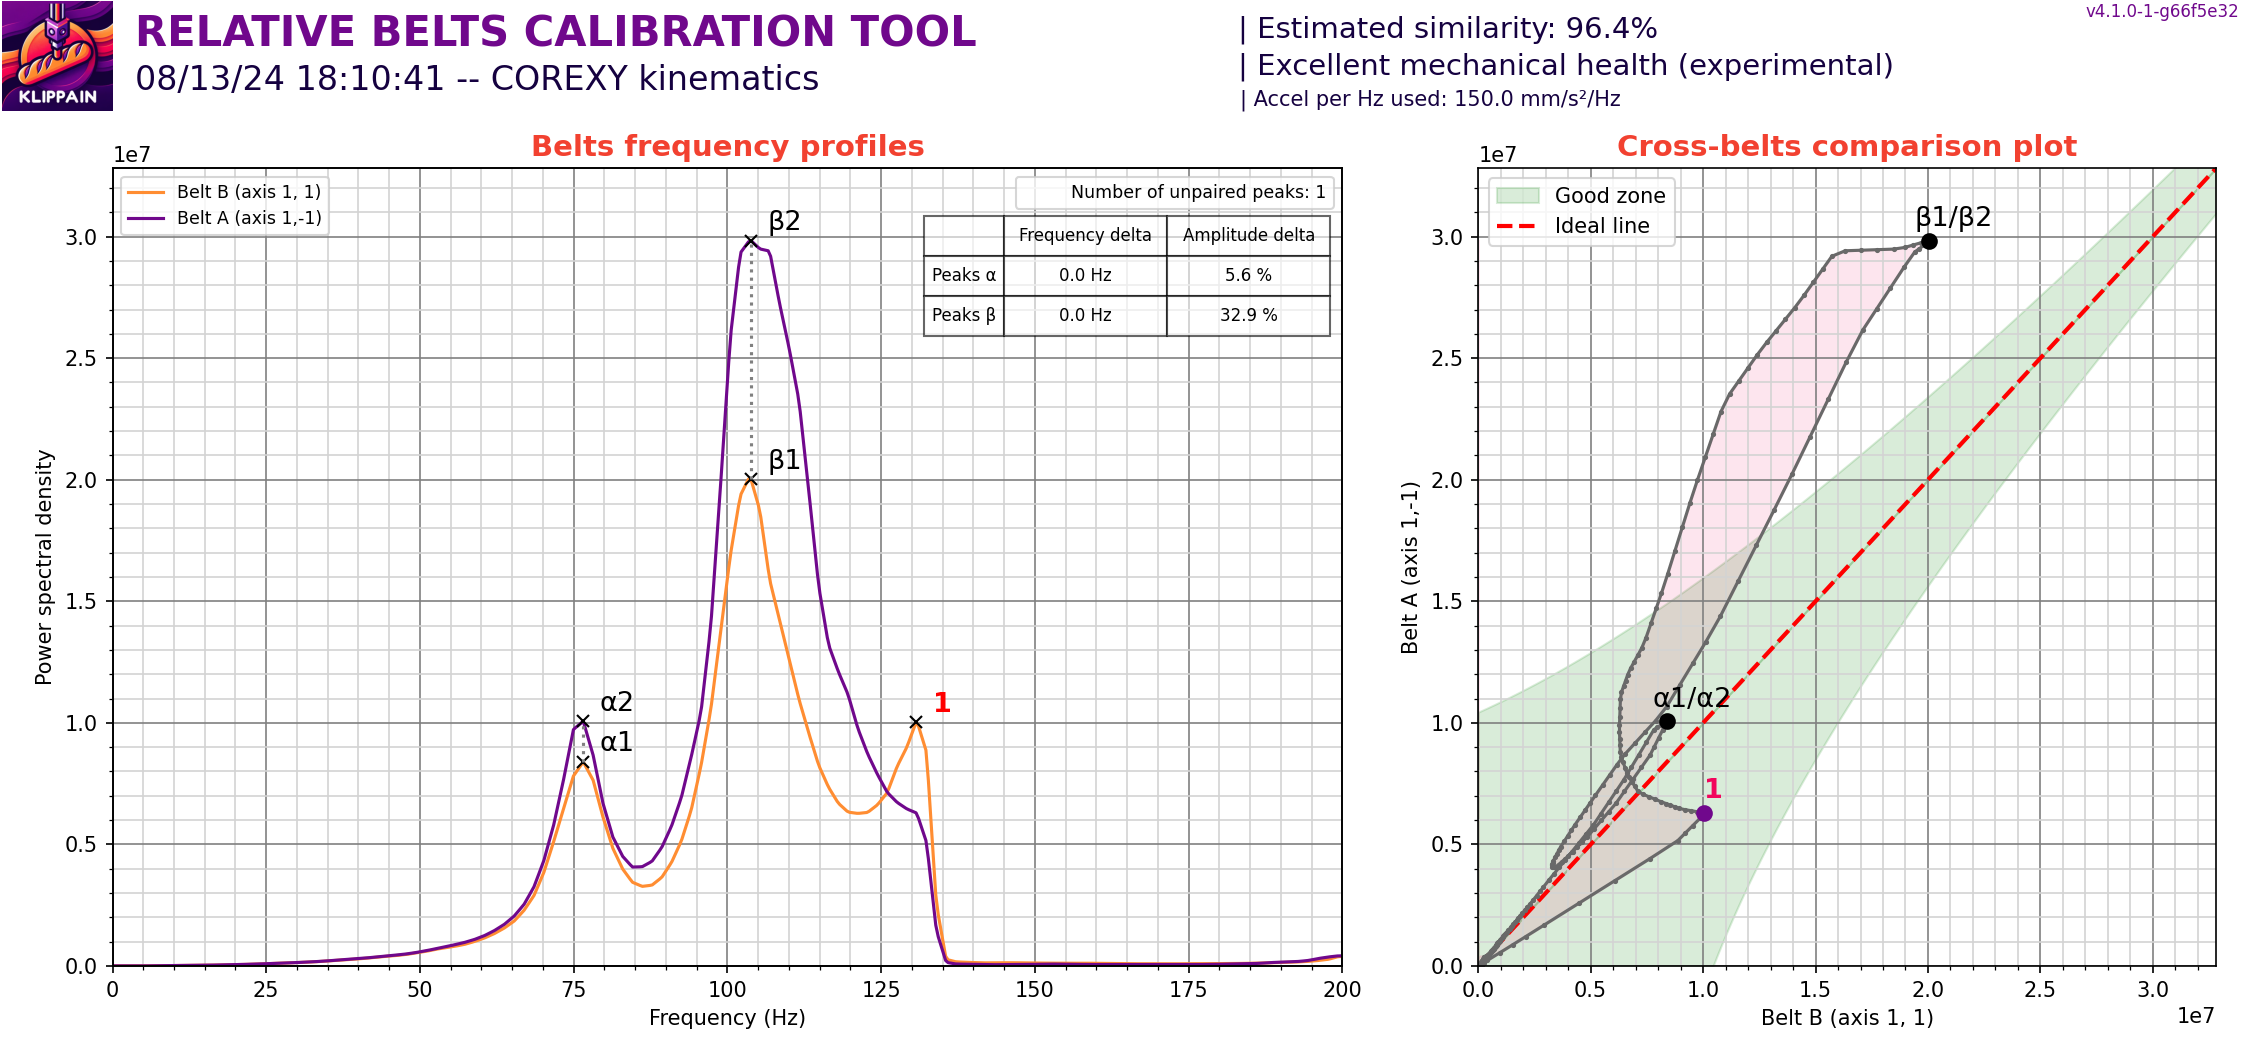 KLIPPAIN
RELATIVE BELTS CALIBRATION TOOL
08/13/24 18:10:41 -- COREXY kinematics
| Estimated similarity: 96.4%
| Excellent mechanical health (experimental)
| Accel per Hz used: 150.0 mm/s²/Hz
v4.1.0-1-g66f5e32
Belts frequency profiles
1e7
Belt B (axis 1, 1)
Belt A (axis 1,-1)
Number of unpaired peaks: 1
Frequency delta Amplitude delta
Peaks α 0.0 Hz 5.6 %
Peaks β 0.0 Hz 32.9 %
β2
β1
α2
α1
1
Power spectral density
3.0
2.5
2.0
1.5
1.0
0.5
0.0
0 25 50 75 100 125 150 175 200
Frequency (Hz)
Cross-belts comparison plot
1e7
Good zone
Ideal line
β1/β2
α1/α2
1
Belt A (axis 1,-1)
3.0
2.5
2.0
1.5
1.0
0.5
0.0
0.0 0.5 1.0 1.5 2.0 2.5 3.0
Belt B (axis 1, 1)
1e7